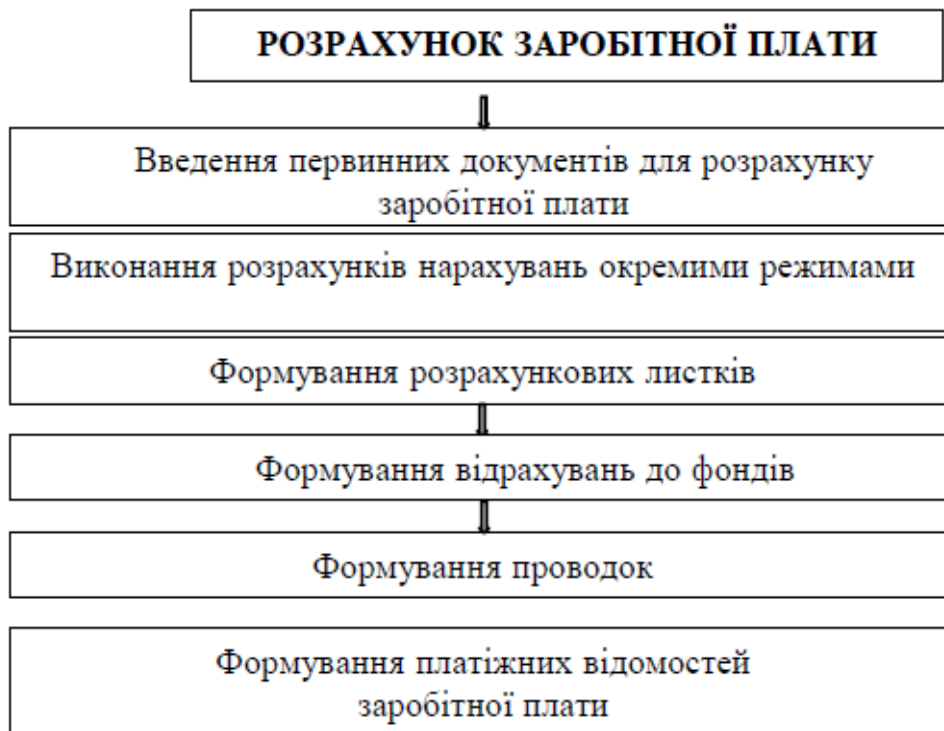 РОЗРАХУНОК ЗАРОБІТНОЇ ПЛАТИ
Введення первинних документів для розрахунку
заробітної плати
Виконання розрахунків нарахувань окремими режимами
Формування розрахункових листків
Формування відрахувань до фондів
Формування проводок
Формування платіжних відомостей
заробітної плати